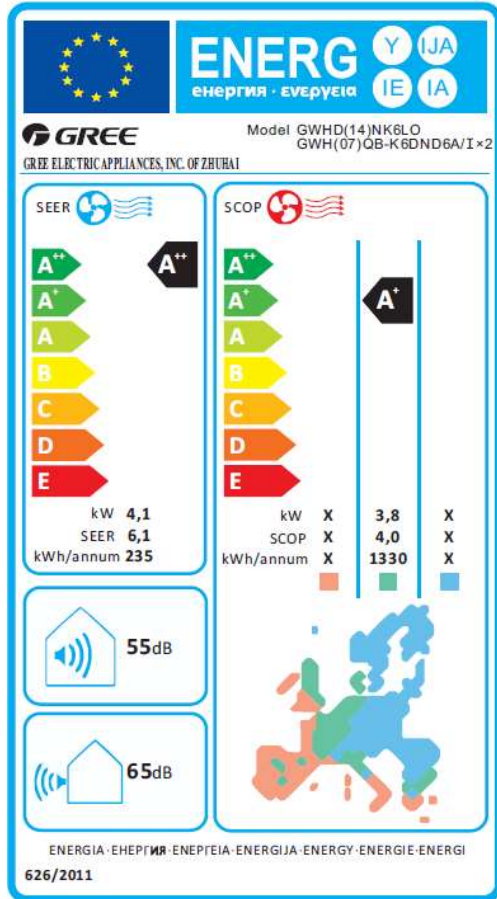 ENERG
енергия · ενεργεια
Y IJA
IE IA
GREE
GREE ELECTRIC APPLIANCES, INC. OF ZHUHAI
Model GWHD(14)NK6LO
GWH(07)QB-K6DND6A/I×2
SEER
A++
A+
A
B
C
D
E
A++
kW 4,1
SEER 6,1
kWh/annum 235
SCOP
A++
A+
A
B
C
D
E
A+
kW X 3,8 X
SCOP X 4,0 X
kWh/annum X 1330 X
55dB
65dB
ENERGIA·ЕНЕРГИЯ·ΕΝΕΡΓΕΙΑ·ENERGIJA·ENERGY·ENERGIE·ENERGI
626/2011